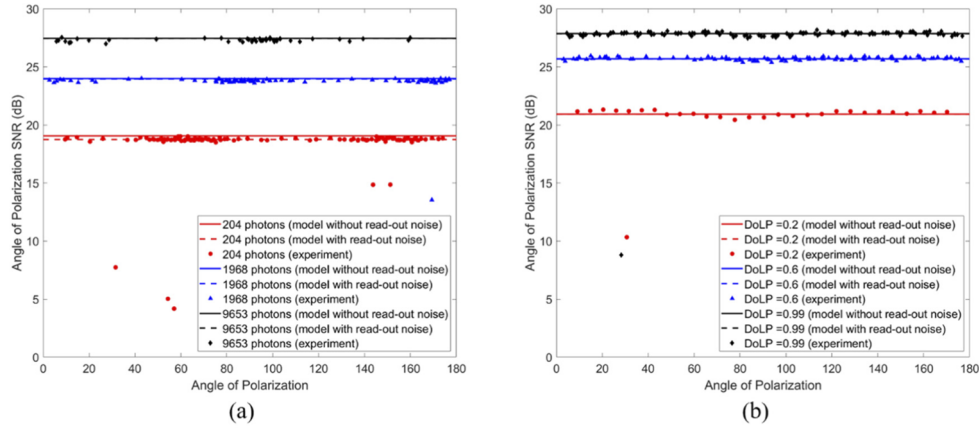 30
25
20
15
10
5
0
Angle of Polarization SNR (dB)
204 photons (model without read-out noise)
204 photons (model with read-out noise)
204 photons (experiment)
1968 photons (model without read-out noise)
1968 photons (model with read-out noise)
1968 photons (experiment)
9653 photons (model without read-out noise)
9653 photons (model with read-out noise)
9653 photons (experiment)
0 20 40 60 80 100 120 140 160 180
Angle of Polarization
(a)
30
25
20
15
10
5
0
Angle of Polarization SNR (dB)
DoLP =0.2 (model without read-out noise)
DoLP =0.2 (model with read-out noise)
DoLP =0.2 (experiment)
DoLP =0.6 (model without read-out noise)
DoLP =0.6 (model with read-out noise)
DoLP =0.6 (experiment)
DoLP =0.99 (model without read-out noise)
DoLP =0.99 (model with read-out noise)
DoLP =0.99 (experiment)
0 20 40 60 80 100 120 140 160 180
Angle of Polarization
(b)